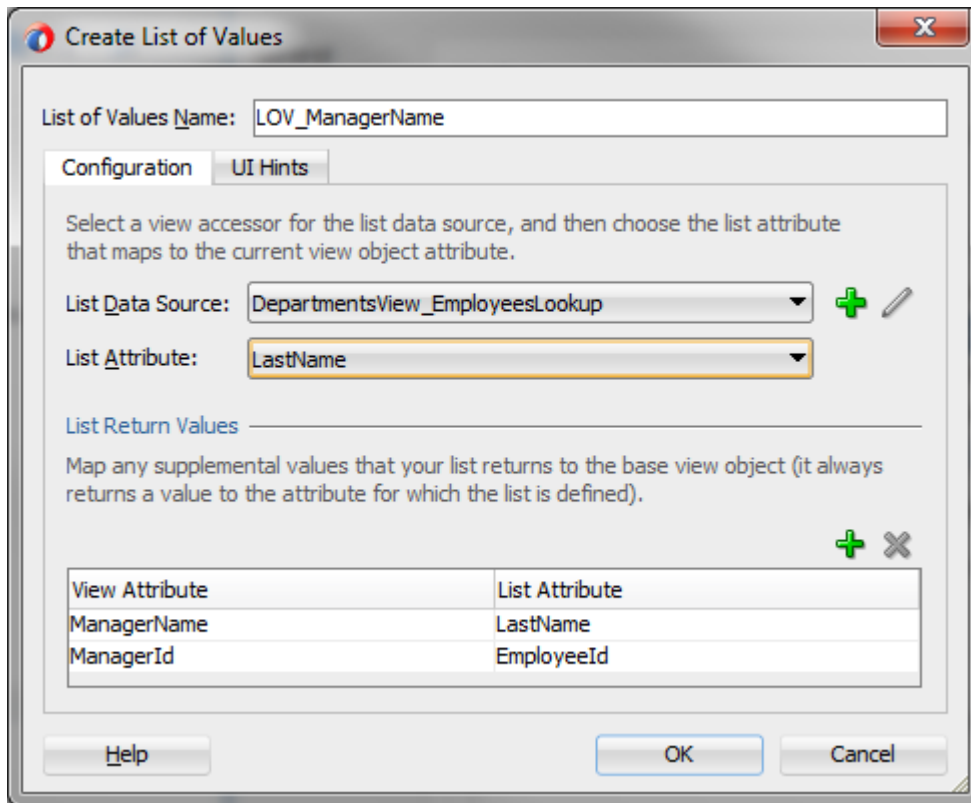 Create List of Values
List of Values Name: LOV_ManagerName
Configuration UI Hints
Select a view accessor for the list data source, and then choose the list attribute
that maps to the current view object attribute.
List Data Source: DepartmentsView_EmployeesLookup
List Attribute: LastName
List Return Values
Map any supplemental values that your list returns to the base view object (it always
returns a value to the attribute for which the list is defined).
View Attribute List Attribute
ManagerName LastName
ManagerId EmployeeId
Help OK Cancel